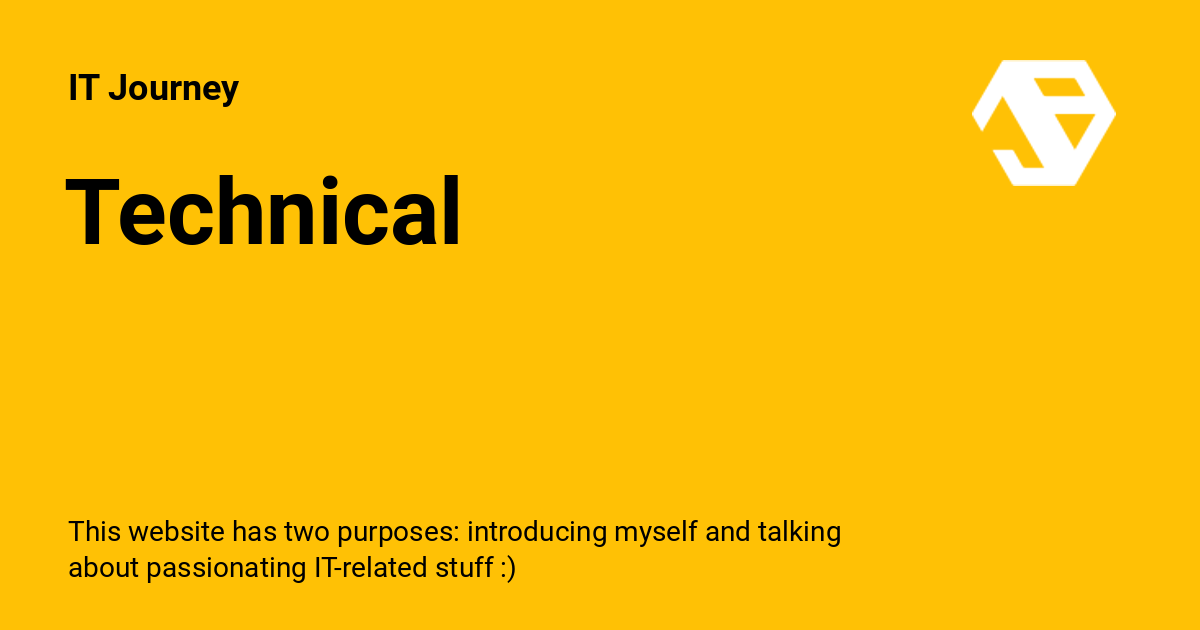 IT Journey
Technical
This website has two purposes: introducing myself and talking
about passionating IT-related stuff :)